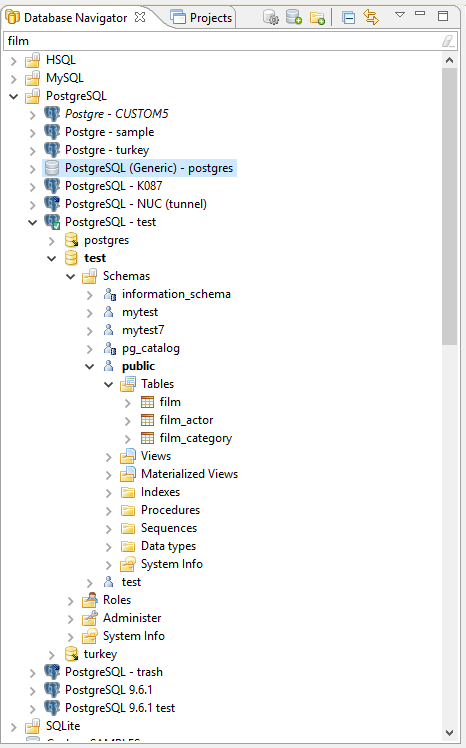 Database Navigator Projects
film
HSQL
MySQL
PostgreSQL
Postgre - CUSTOM5
Postgre - sample
Postgre - turkey
PostgreSQL (Generic) - postgres
PostgreSQL - K087
PostgreSQL - NUC (tunnel)
PostgreSQL - test
postgres
test
Schemas
information_schema
mytest
mytest7
pg_catalog
public
Tables
film
film_actor
film_category
Views
Materialized Views
Indexes
Procedures
Sequences
Data types
System Info
test
Roles
Administer
System Info
turkey
PostgreSQL - trash
PostgreSQL 9.6.1
PostgreSQL 9.6.1 test
SQLite